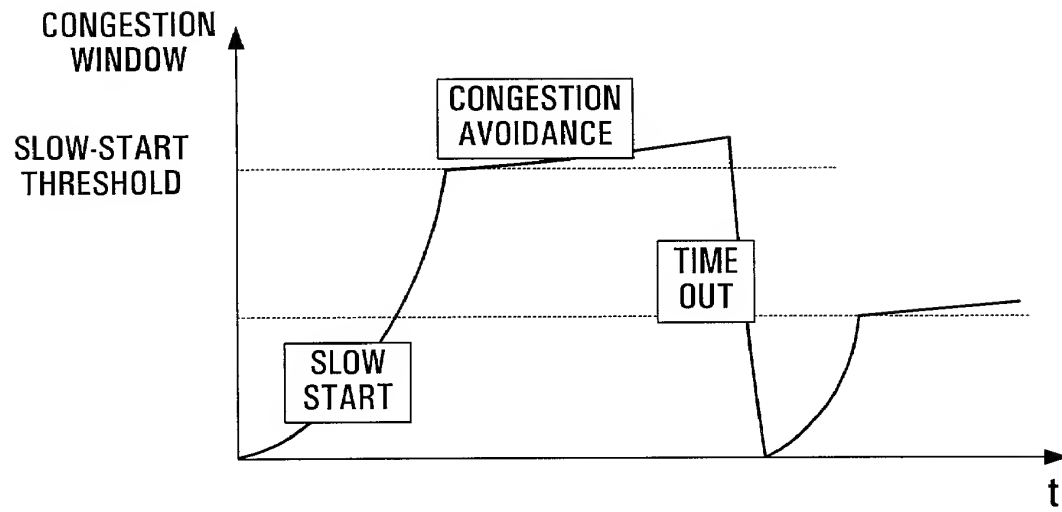 CONGESTION
WINDOW
CONGESTION
AVOIDANCE
SLOW-START
THRESHOLD
TIME
OUT
SLOW
START
t